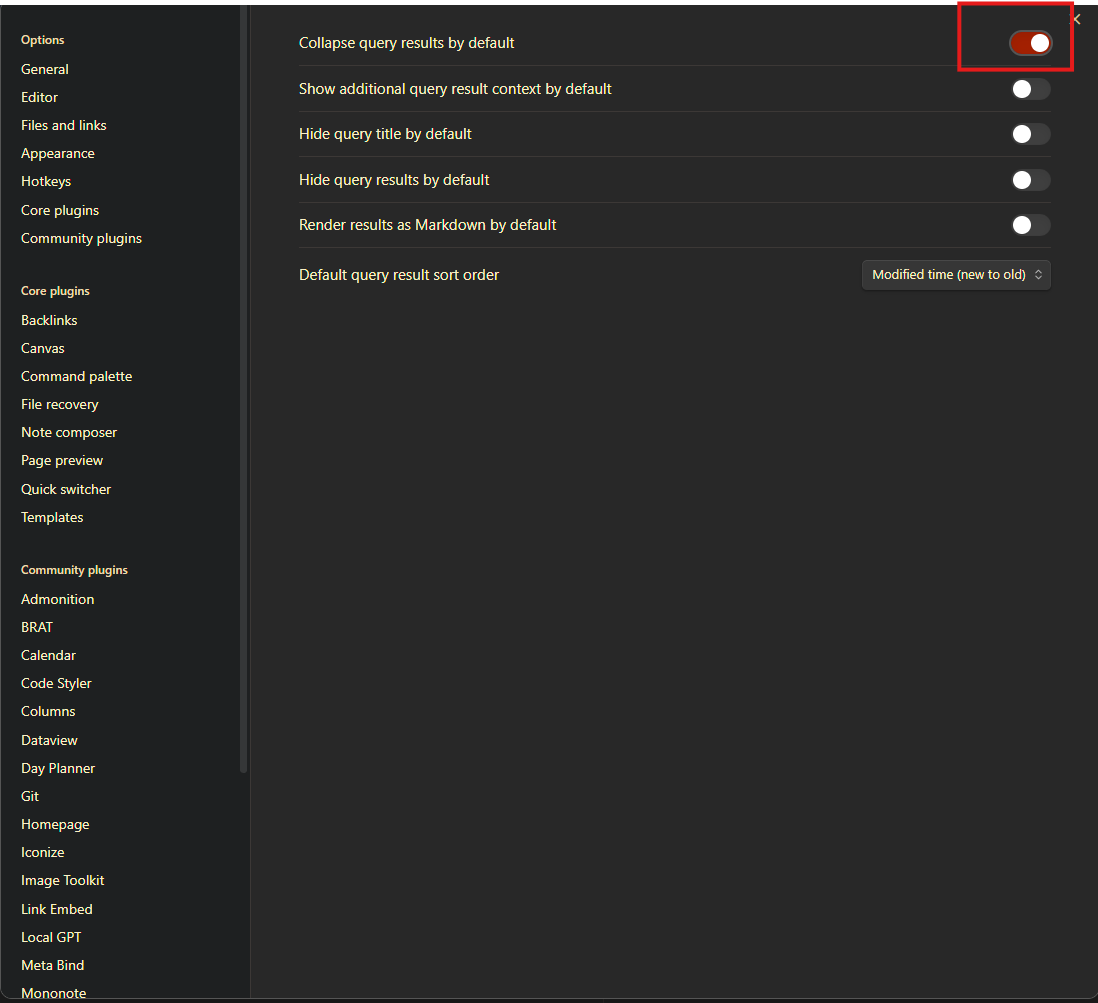 Options
General
Editor
Files and links
Appearance
Hotkeys
Core plugins
Community plugins
Core plugins
Backlinks
Canvas
Command palette
File recovery
Note composer
Page preview
Quick switcher
Templates
Community plugins
Admonition
BRAT
Calendar
Code Styler
Columns
Dataview
Day Planner
Git
Homepage
Iconize
Image Toolkit
Link Embed
Local GPT
Meta Bind
Mononote
Collapse query results by default
Show additional query result context by default
Hide query title by default
Hide query results by default
Render results as Markdown by default
Default query result sort order
Modified time (new to old)